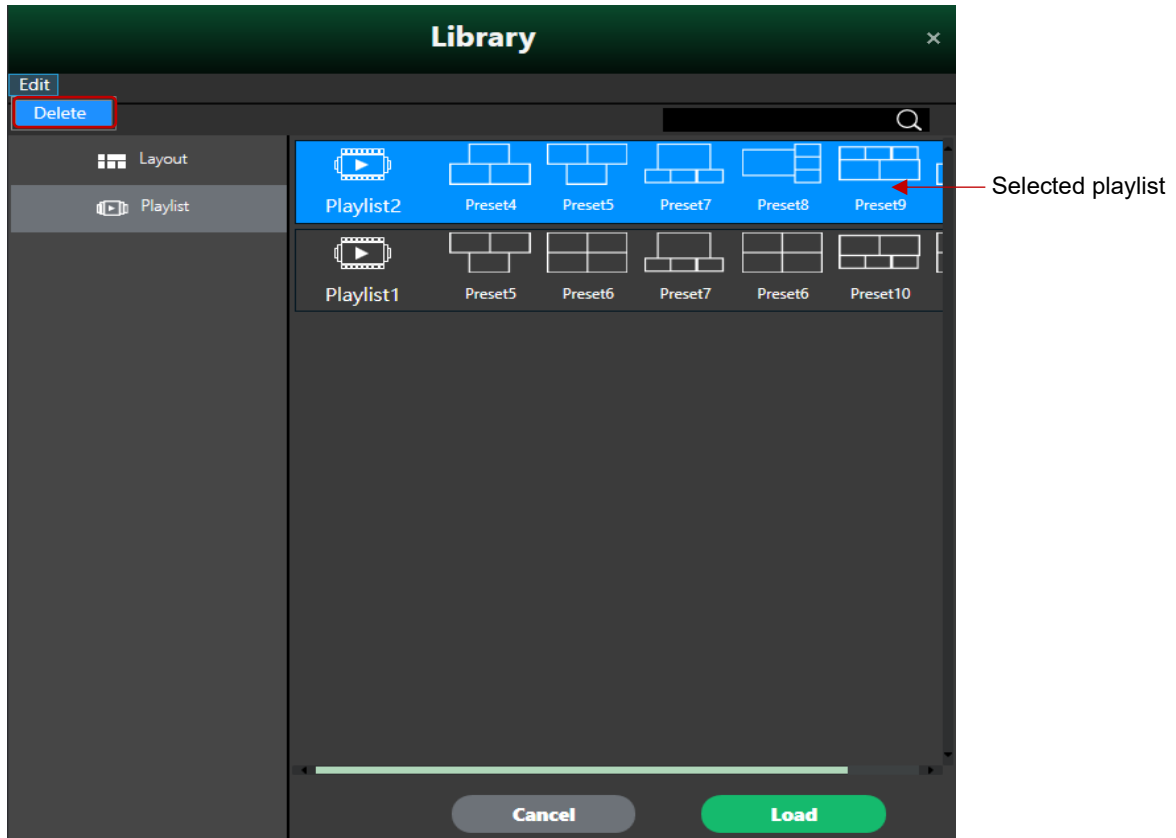 Library
Edit
Delete
Layout
Playlist
Playlist2 Preset4 Preset5 Preset7 Preset8 Preset9
Selected playlist
Playlist1 Preset5 Preset6 Preset7 Preset6 Preset10
Cancel Load